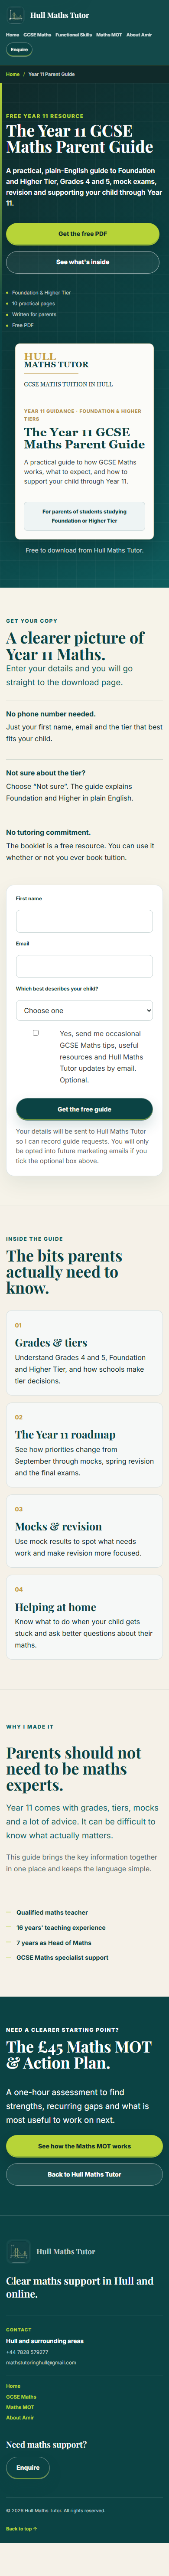 Hull Maths Tutor
Home GCSE Maths Functional Skills Maths MOT About Amir
Enquire
Home / Year 11 Parent Guide
FREE YEAR 11 RESOURCE
The Year 11 GCSE
Maths Parent Guide
A practical, plain-English guide to Foundation
and Higher Tier, Grades 4 and 5, mock exams,
revision and supporting your child through Year
11.
Get the free PDF
See what's inside
Foundation & Higher Tier
10 practical pages
Written for parents
Free PDF
HULL
MATHS TUTOR
GCSE MATHS TUITION IN HULL
YEAR 11 GUIDANCE · FOUNDATION & HIGHER
TIERS
The Year 11 GCSE
Maths Parent Guide
A practical guide to how GCSE Maths
works, what to expect, and how to
support your child through Year 11.
For parents of students studying
Foundation or Higher Tier
Free to download from Hull Maths Tutor.
GET YOUR COPY
A clearer picture of
Year 11 Maths.
Enter your details and you will go
straight to the download page.
No phone number needed.
Just your first name, email and the tier that best
fits your child.
Not sure about the tier?
Choose “Not sure”. The guide explains
Foundation and Higher in plain English.
No tutoring commitment.
The booklet is a free resource. You can use it
whether or not you ever book tuition.
First name
Email
Which best describes your child?
Choose one
Yes, send me occasional
GCSE Maths tips, useful
resources and Hull Maths
Tutor updates by email.
Optional.
Get the free guide
Your details will be sent to Hull Maths Tutor
so I can record guide requests. You will only
be opted into future marketing emails if you
tick the optional box above.
INSIDE THE GUIDE
The bits parents
actually need to
know.
01
Grades & tiers
Understand Grades 4 and 5, Foundation
and Higher Tier, and how schools make
tier decisions.
02
The Year 11 roadmap
See how priorities change from
September through mocks, spring revision
and the final exams.
03
Mocks & revision
Use mock results to spot what needs
work and make revision more focused.
04
Helping at home
Know what to do when your child gets
stuck and ask better questions about their
maths.
WHY I MADE IT
Parents should not
need to be maths
experts.
Year 11 comes with grades, tiers, mocks
and a lot of advice. It can be difficult to
know what actually matters.
This guide brings the key information together
in one place and keeps the language simple.
Qualified maths teacher
16 years' teaching experience
7 years as Head of Maths
GCSE Maths specialist support
NEED A CLEARER STARTING POINT?
The £45 Maths MOT
& Action Plan.
A one-hour assessment to find
strengths, recurring gaps and what is
most useful to work on next.
See how the Maths MOT works
Back to Hull Maths Tutor
Hull Maths Tutor
Clear maths support in Hull and
online.
CONTACT
Hull and surrounding areas
+44 7828 579277
mathstutoringhull@gmail.com
Home
GCSE Maths
Maths MOT
About Amir
Need maths support?
Enquire
© 2026 Hull Maths Tutor. All rights reserved.
Back to top ↑